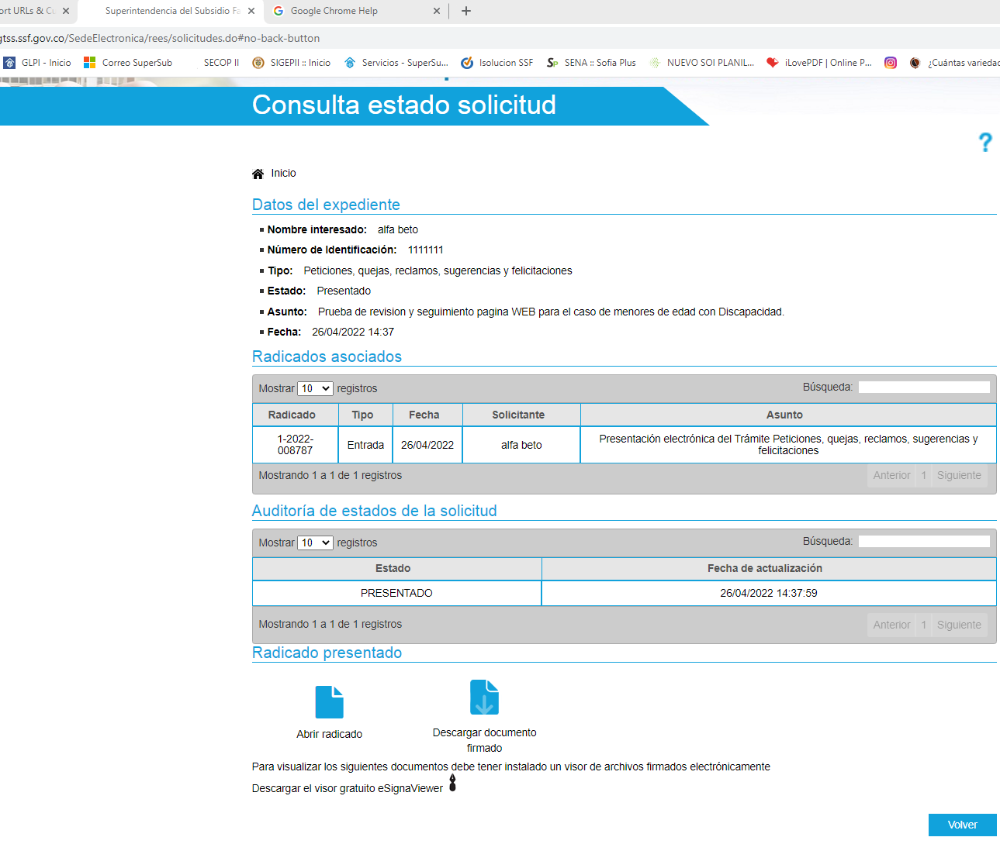 ort URLs & Cu
Superintendencia del Subsidio Fa
Google Chrome Help
gtss.ssf.gov.co/SedeElectronica/rees/solicitudes.do#no-back-button
GLPI - Inicio
Correo SuperSub
SECOP II
SIGEPII :: Inicio
Servicios - SuperSu...
Isolucion SSF
SENA :: Sofia Plus
NUEVO SOI PLANIL...
iLovePDF | Online P...
¿Cuántas variedad
Consulta estado solicitud
?
Inicio
Datos del expediente
Nombre interesado: alfa beto
Número de Identificación: 1111111
Tipo: Peticiones, quejas, reclamos, sugerencias y felicitaciones
Estado: Presentado
Asunto: Prueba de revision y seguimiento pagina WEB para el caso de menores de edad con Discapacidad.
Fecha: 26/04/2022 14:37
Radicados asociados
Mostrar 10 registros
Búsqueda:
Radicado Tipo Fecha Solicitante Asunto
1-2022-
008787
Entrada
26/04/2022
alfa beto
Presentación electrónica del Trámite Peticiones, quejas, reclamos, sugerencias y
felicitaciones
Mostrando 1 a 1 de 1 registros
Anterior 1 Siguiente
Auditoría de estados de la solicitud
Mostrar 10 registros
Búsqueda:
Estado Fecha de actualización
PRESENTADO 26/04/2022 14:37:59
Mostrando 1 a 1 de 1 registros
Anterior 1 Siguiente
Radicado presentado
Abrir radicado
Descargar documento
firmado
Para visualizar los siguientes documentos debe tener instalado un visor de archivos firmados electrónicamente
Descargar el visor gratuito eSignaViewer
Volver